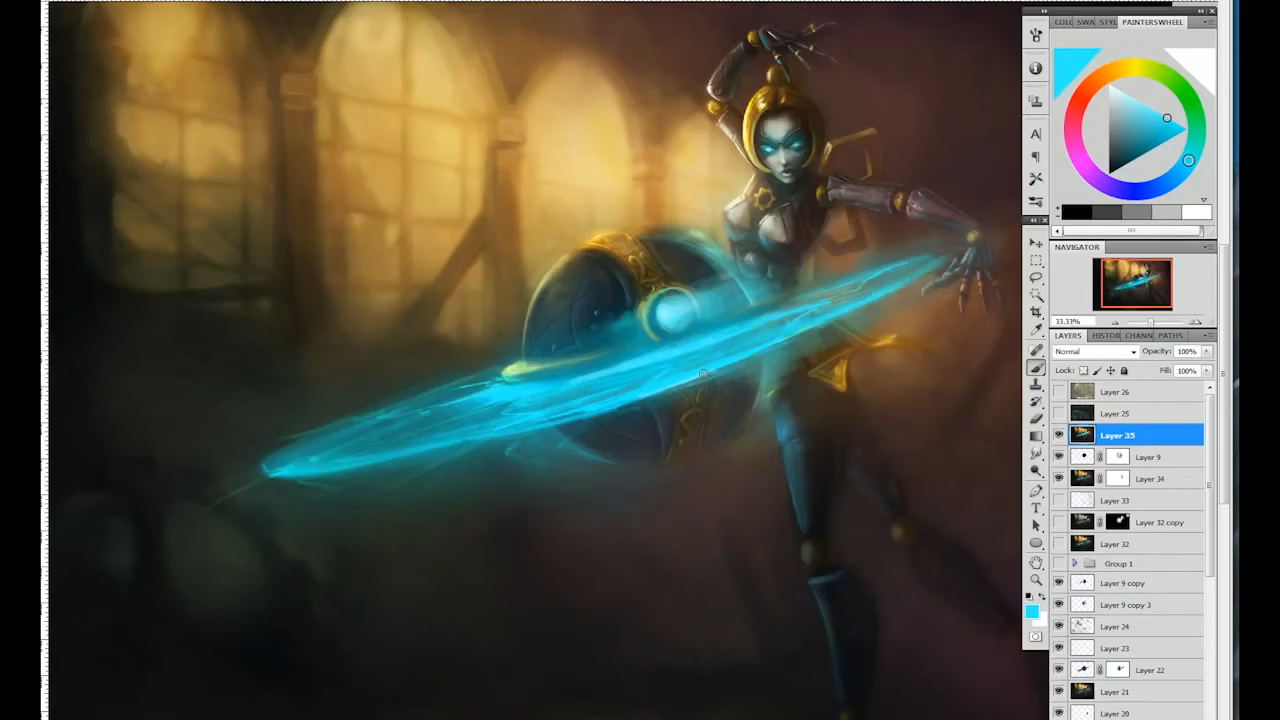 COLO SWA STYL PAINTERSWHEEL
NAVIGATOR
33.33%
LAYERS HISTOR CHANN PATHS
Normal Opacity: 100%
Lock: Fill: 100%
Layer 26
Layer 25
Layer 35
Layer 9
Layer 34
Layer 33
Layer 32 copy
Layer 32
Group 1
Layer 9 copy
Layer 9 copy 3
Layer 24
Layer 23
Layer 22
Layer 21
Layer 20